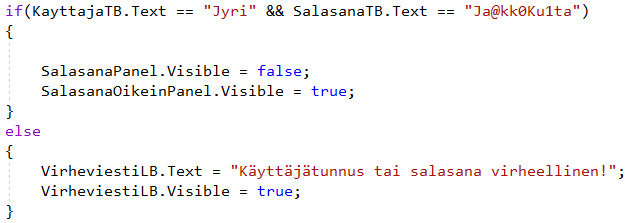 if(KayttajaTB.Text == "Jyri" && SalasanaTB.Text == "Ja@kk0Ku1ta")
{
SalasanaPanel.Visible = false;
SalasanaOikeinPanel.Visible = true;
}
else
{
VirheviestiLB.Text = "Käyttäjätunnus tai salasana virheellinen!";
VirheviestiLB.Visible = true;
}